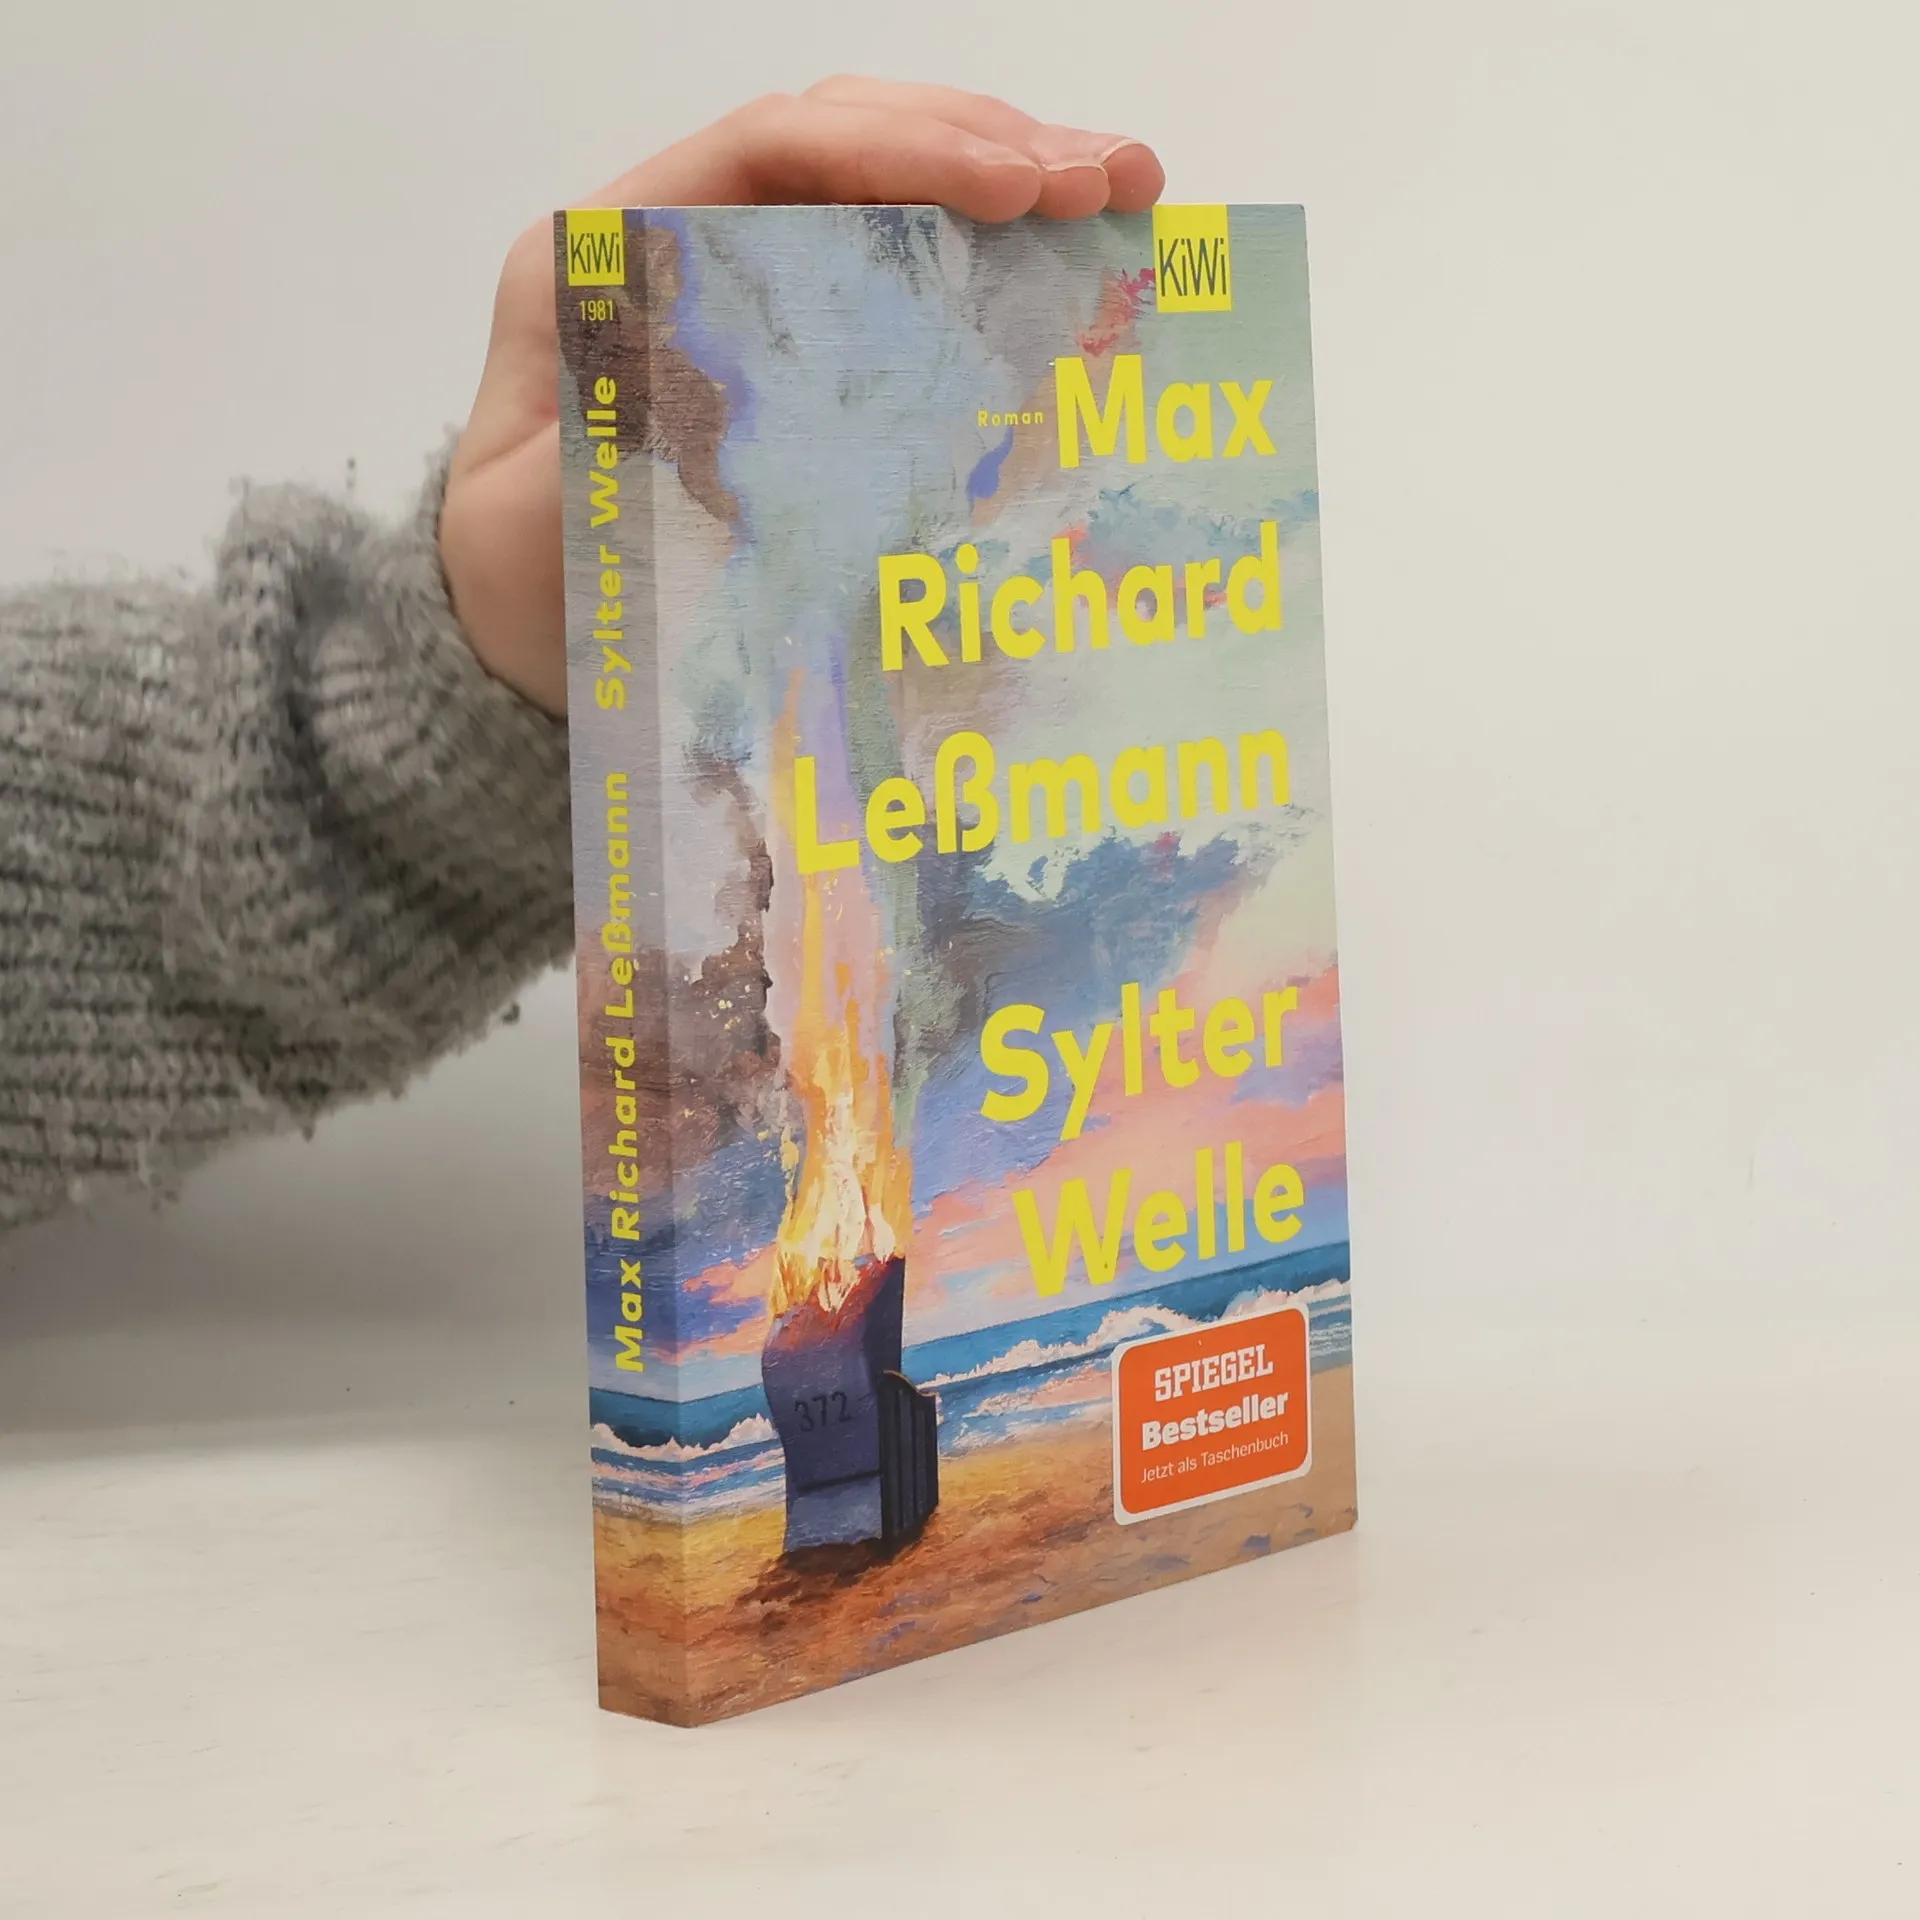 KiWi
1981
Max Richard Leßmann Sylter Welle
KiWi
Roman Max
Richard
Leßmann
Sylter
Welle
372
SPIEGEL
Bestseller
Jetzt als Taschenbuch